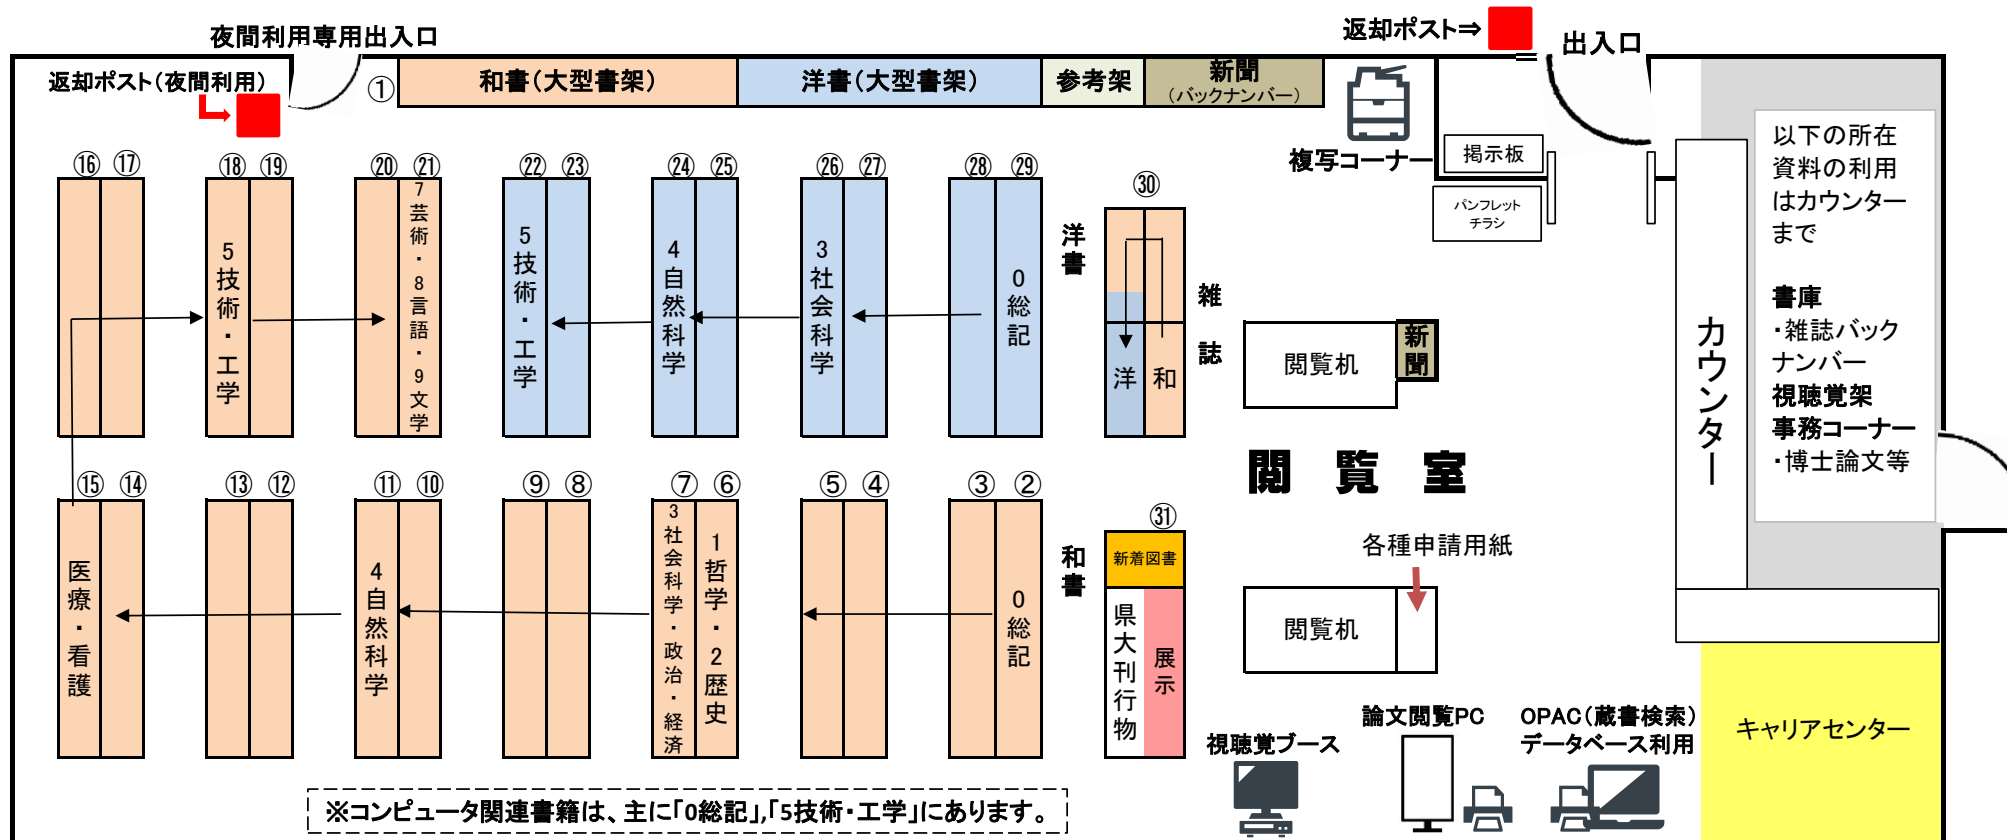 夜間利用専用出入口
返却ポスト⇒
出入口
返却ポスト(夜間利用)
①
和書(大型書架)
洋書(大型書架)
参考架
新聞
(バックナンバー)
複写コーナー
掲示板
パンフレット
チラシ
以下の所在
資料の利用
はカウンター
まで
書庫
・雑誌バック
ナンバー
視聴覚架
事務コーナー
・博士論文等
カウンター
⑯ ⑰
⑱ ⑲
⑳ ㉑
㉒ ㉓
㉔ ㉕
㉖ ㉗
㉘ ㉙
㉚
5技術・工学
7芸術・8言語・9文学
5技術・工学
4自然科学
3社会科学
0総記
洋書
雑誌
洋
和
閲覧机
新聞
閲覧室
⑮ ⑭
⑬ ⑫
⑪ ⑩
⑨ ⑧
⑦ ⑥
⑤ ④
③ ②
㉛
医療・看護
4自然科学
3社会科学・政治・経済
1哲学・2歴史
0総記
和書
新着図書
県大刊行物
展示
各種申請用紙
閲覧机
視聴覚ブース
論文閲覧PC
OPAC(蔵書検索)
データベース利用
キャリアセンター
※コンピュータ関連書籍は、主に「0総記」,「5技術・工学」にあります。